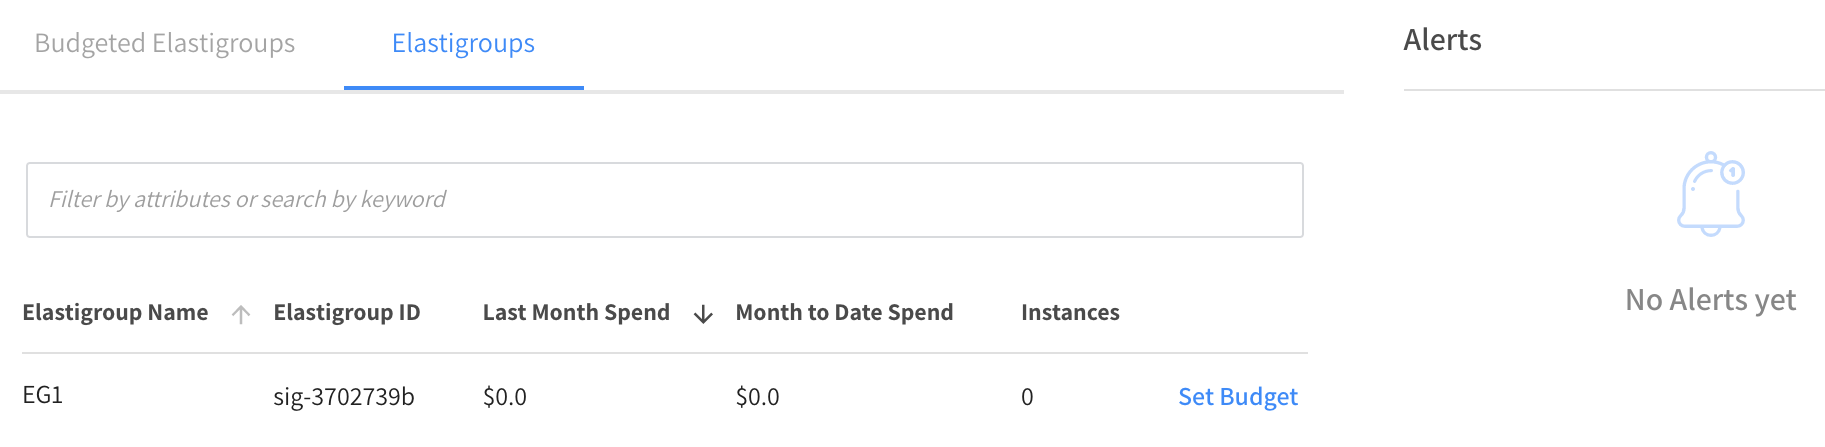 Budgeted Elastigroups Elastigroups
Alerts
Filter by attributes or search by keyword
No Alerts yet
Elastigroup Name Elastigroup ID Last Month Spend Month to Date Spend Instances
EG1 sig-3702739b $0.0 $0.0 0 Set Budget